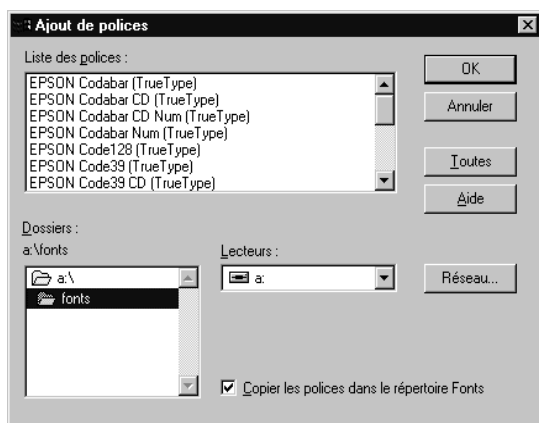 Ajout de polices
Liste des polices :
EPSON Codabar (TrueType)
EPSON Codabar CD (TrueType)
EPSON Codabar CD Num (TrueType)
EPSON Codabar Num (TrueType)
EPSON Code128 (TrueType)
EPSON Code39 (TrueType)
EPSON Code39 CD (TrueType)
OK
Annuler
Toutes
Aide
Dossiers :
a:\fonts
a:\
fonts
Lecteurs :
a:
Réseau...
Copier les polices dans le répertoire Fonts